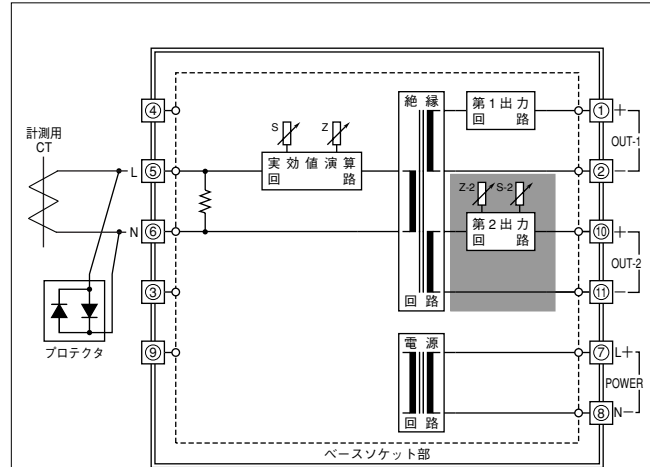 計測用
CT
プロテクタ
④
⑤
⑥
③
⑨
L
N
S
Z
実効値演算
回路
絶縁
回路
第1出力
回路
Z-2
S-2
第2出力
回路
電源
回路
①
+
OUT-1
②
−
⑩
+
OUT-2
⑪
−
⑦
L+
POWER
⑧
N−
ベースソケット部